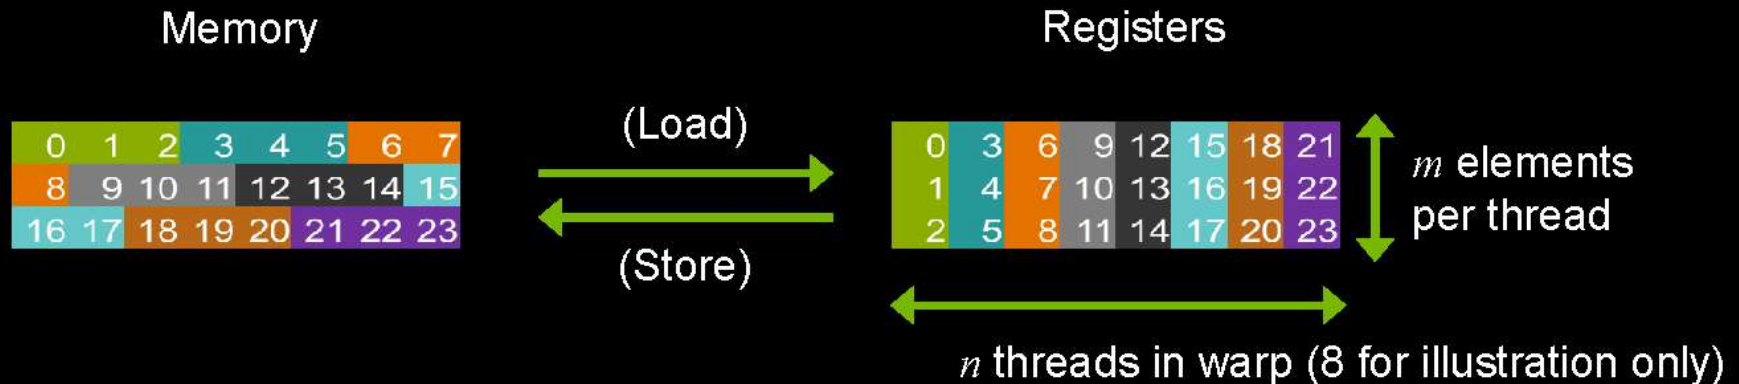 Memory
Registers
0 1 2 3 4 5 6 7
8 9 10 11 12 13 14 15
16 17 18 19 20 21 22 23
(Load)
(Store)
0 3 6 9 12 15 18 21
1 4 7 10 13 16 19 22
2 5 8 11 14 17 20 23
m elements
per thread
n threads in warp (8 for illustration only)